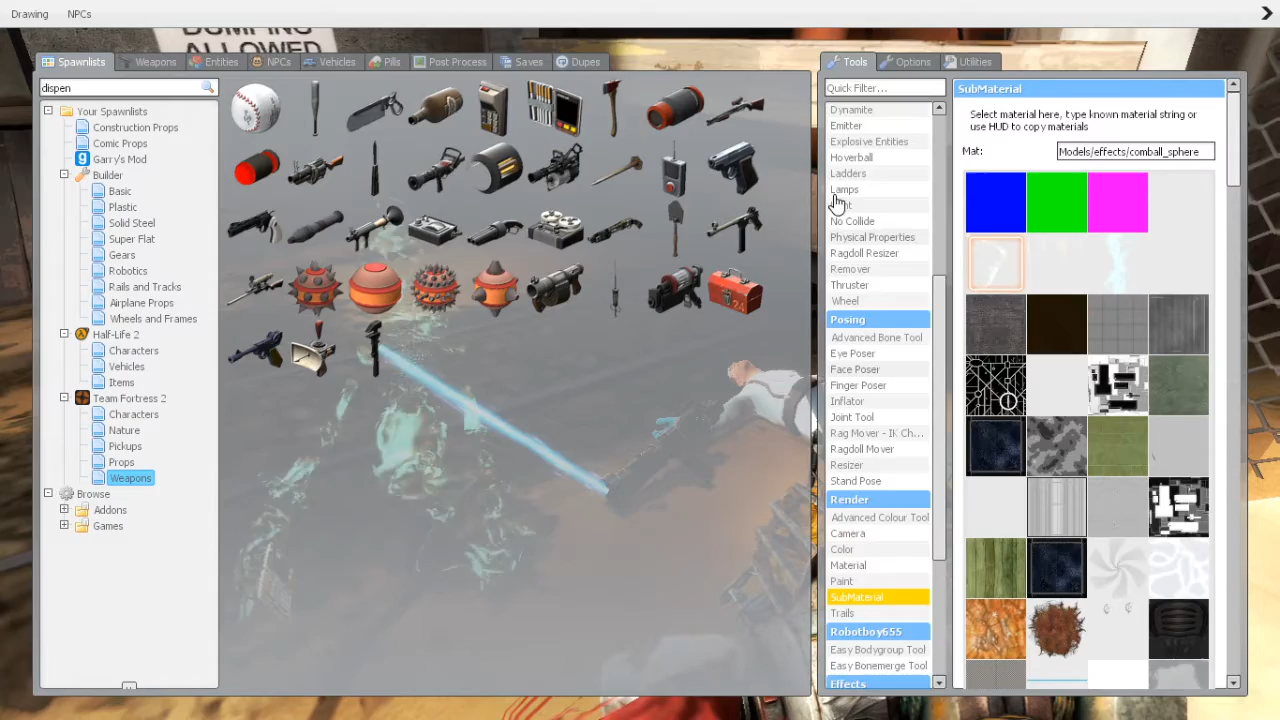 Drawing NPCs
DUMPING
ALLOWED
Spawnlists Weapons Entities NPCs Vehicles Pills Post Process Saves Dupes
dispen
Your Spawnlists
Construction Props
Comic Props
Garry's Mod
Builder
Basic
Plastic
Solid Steel
Super Flat
Gears
Robotics
Rails and Tracks
Airplane Props
Wheels and Frames
Half-Life 2
Characters
Vehicles
Items
Team Fortress 2
Characters
Nature
Pickups
Props
Weapons
Browse
Addons
Games
Tools Options Utilities
Quick Filter...
Dynamite
Emitter
Explosive Entities
Hoverball
Ladders
Lamps
No Collide
Physical Properties
Ragdoll Resizer
Remover
Thruster
Wheel
Posing
Advanced Bone Tool
Eye Poser
Face Poser
Finger Poser
Inflator
Joint Tool
Rag Mover - IK Ch...
Ragdoll Mover
Resizer
Stand Pose
Render
Advanced Colour Tool
Camera
Color
Material
Paint
SubMaterial
Trails
Robotboy655
Easy Bodygroup Tool
Easy Bonemerge Tool
Effects
SubMaterial
Select material here, type known material string or
use HUD to copy materials
Mat: Models/effects/comball_sphere